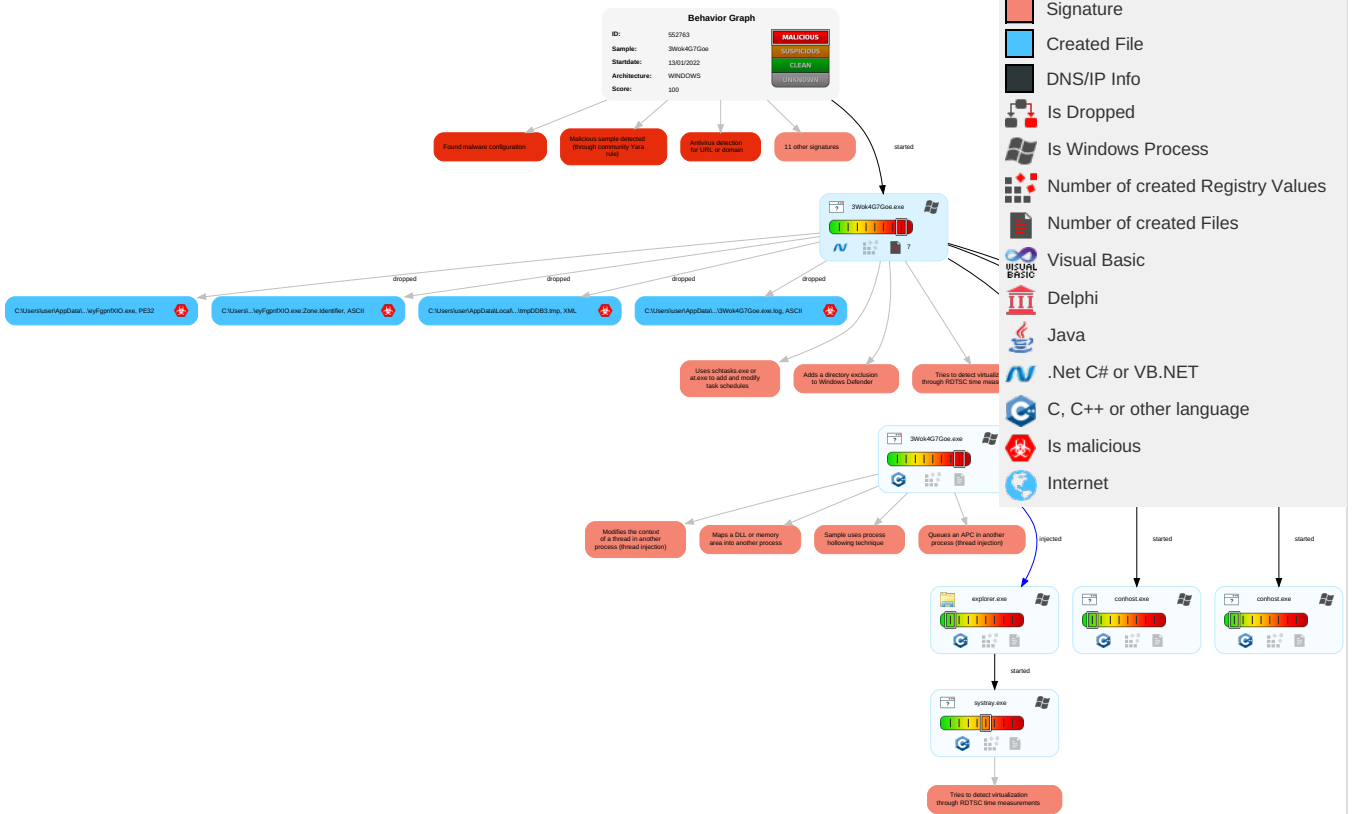 Behavior Graph
ID: 552763
Sample: 3Wok4G7Goe
Startdate: 13/01/2022
Architecture: WINDOWS
Score: 100
MALICIOUS
SUSPICIOUS
CLEAN
UNKNOWN
Signature
Created File
DNS/IP Info
Is Dropped
Is Windows Process
Number of created Registry Values
Number of created Files
VISUAL
BASIC
Visual Basic
Delphi
Java
.Net C# or VB.NET
C, C++ or other language
Is malicious
Internet
Found malware configuration
Malicious sample detected
(through community Yara
rule)
Antivirus detection
for URL or domain
11 other signatures
started
3Wok4G7Goe.exe
7
dropped
dropped
dropped
dropped
C:\Users\user\AppData\...\eyFgpnfXIO.exe, PE32
C:\Users\...\eyFgpnfXIO.exe:Zone.Identifier, ASCII
C:\Users\user\AppData\Local\...\tmpDDB3.tmp, XML
C:\Users\user\AppData\...\3Wok4G7Goe.exe.log, ASCII
Uses schtasks.exe or
at.exe to add and modify
task schedules
Adds a directory exclusion
to Windows Defender
Tries to detect
through RDTSC time
3Wok4G7Goe.exe
Modifies the context
of a thread in another
process (thread injection)
Maps a DLL or memory
area into another process
Sample uses process
hollowing technique
Queues an APC in another
process (thread injection)
injected
started
started
explorer.exe
conhost.exe
conhost.exe
started
systray.exe
Tries to detect virtualization
through RDTSC time measurements